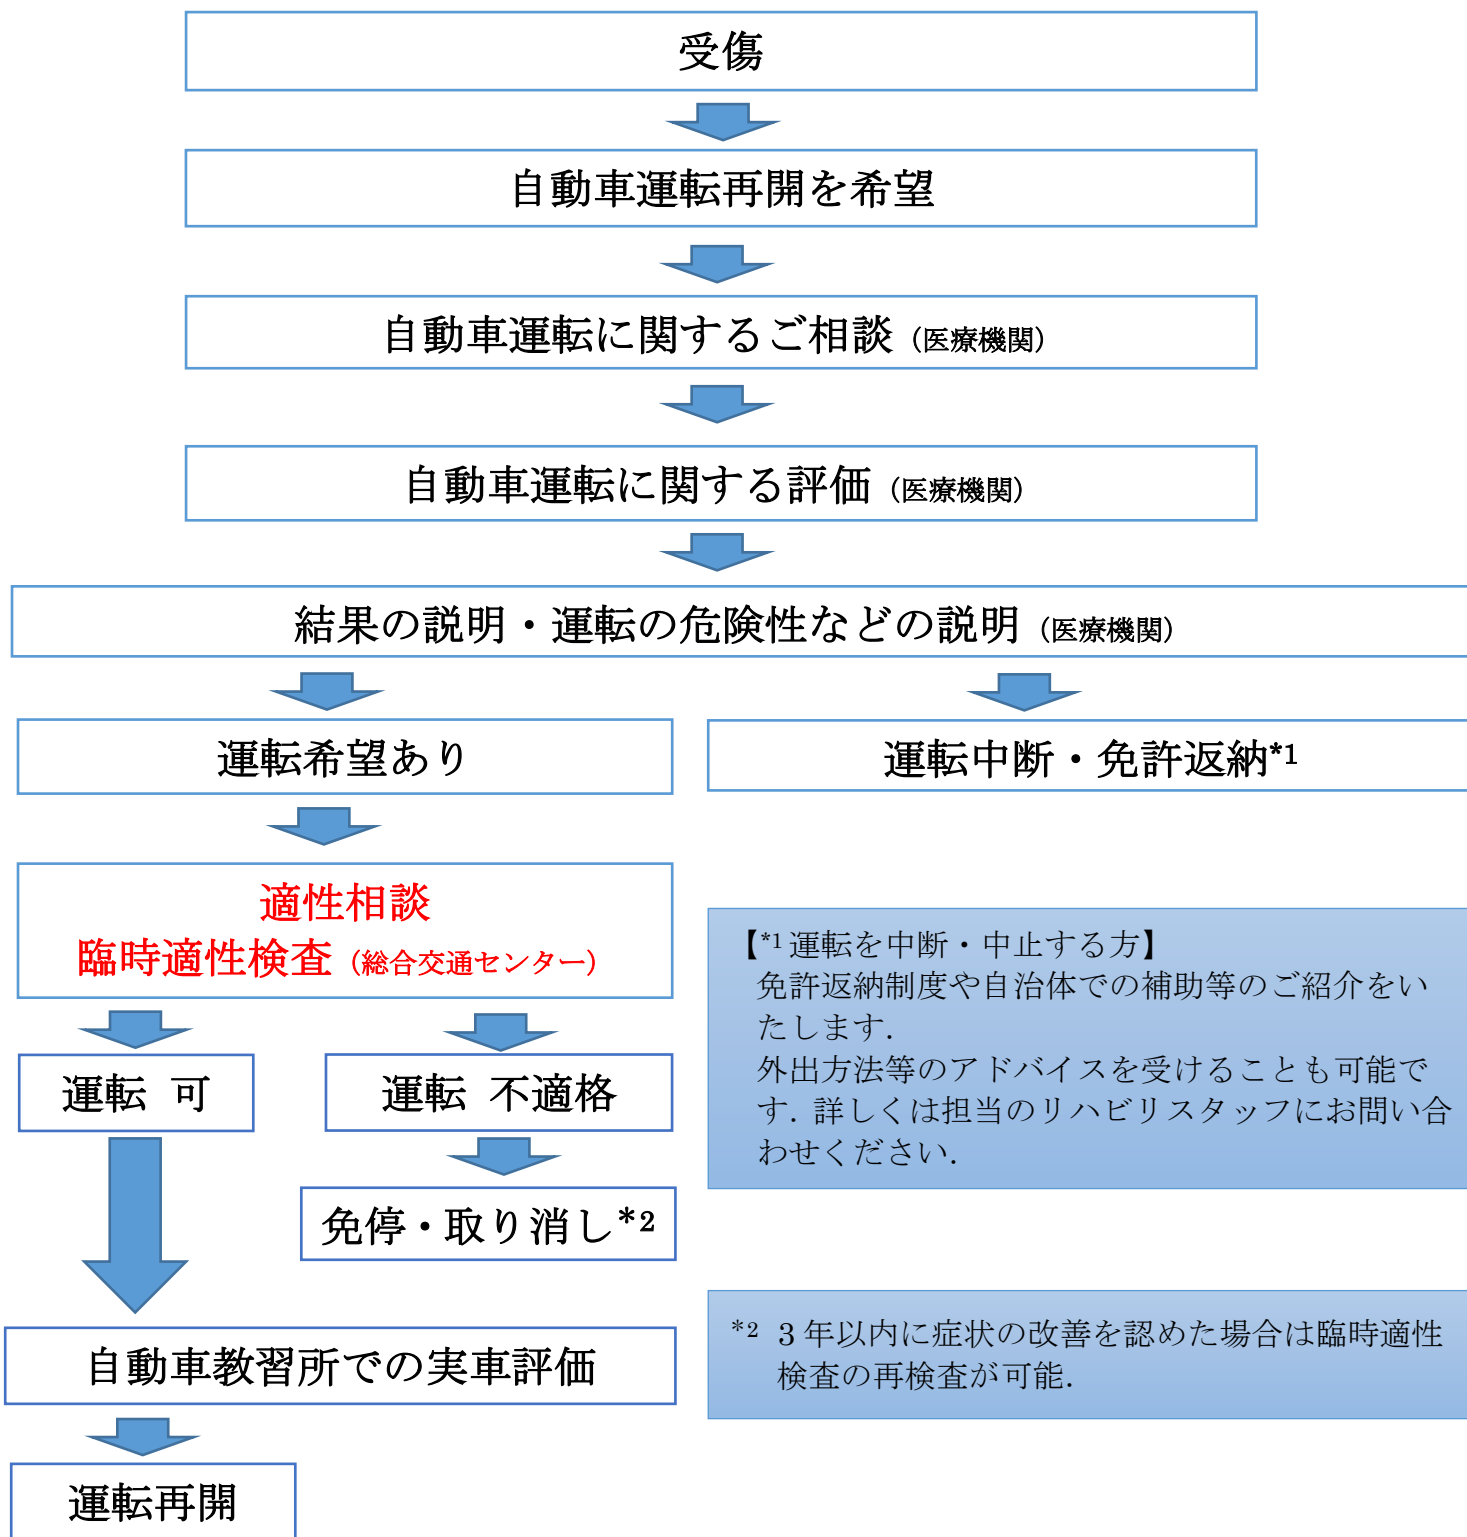 受傷
自動車運転再開を希望
自動車運転に関するご相談（医療機関）
自動車運転に関する評価（医療機関）
結果の説明・運転の危険性などの説明（医療機関）
運転希望あり
運転中断・免許返納*1
適性相談
臨時適性検査（総合交通センター）
【*1運転を中断・中止する方】
免許返納制度や自治体での補助等のご紹介をい
たします.
外出方法等のアドバイスを受けることも可能で
す. 詳しくは担当のリハビリスタッフにお問い合
わせください.
運転 可
運転 不適格
免停・取り消し*2
*2 3年以内に症状の改善を認めた場合は臨時適性
検査の再検査が可能.
自動車教習所での実車評価
運転再開